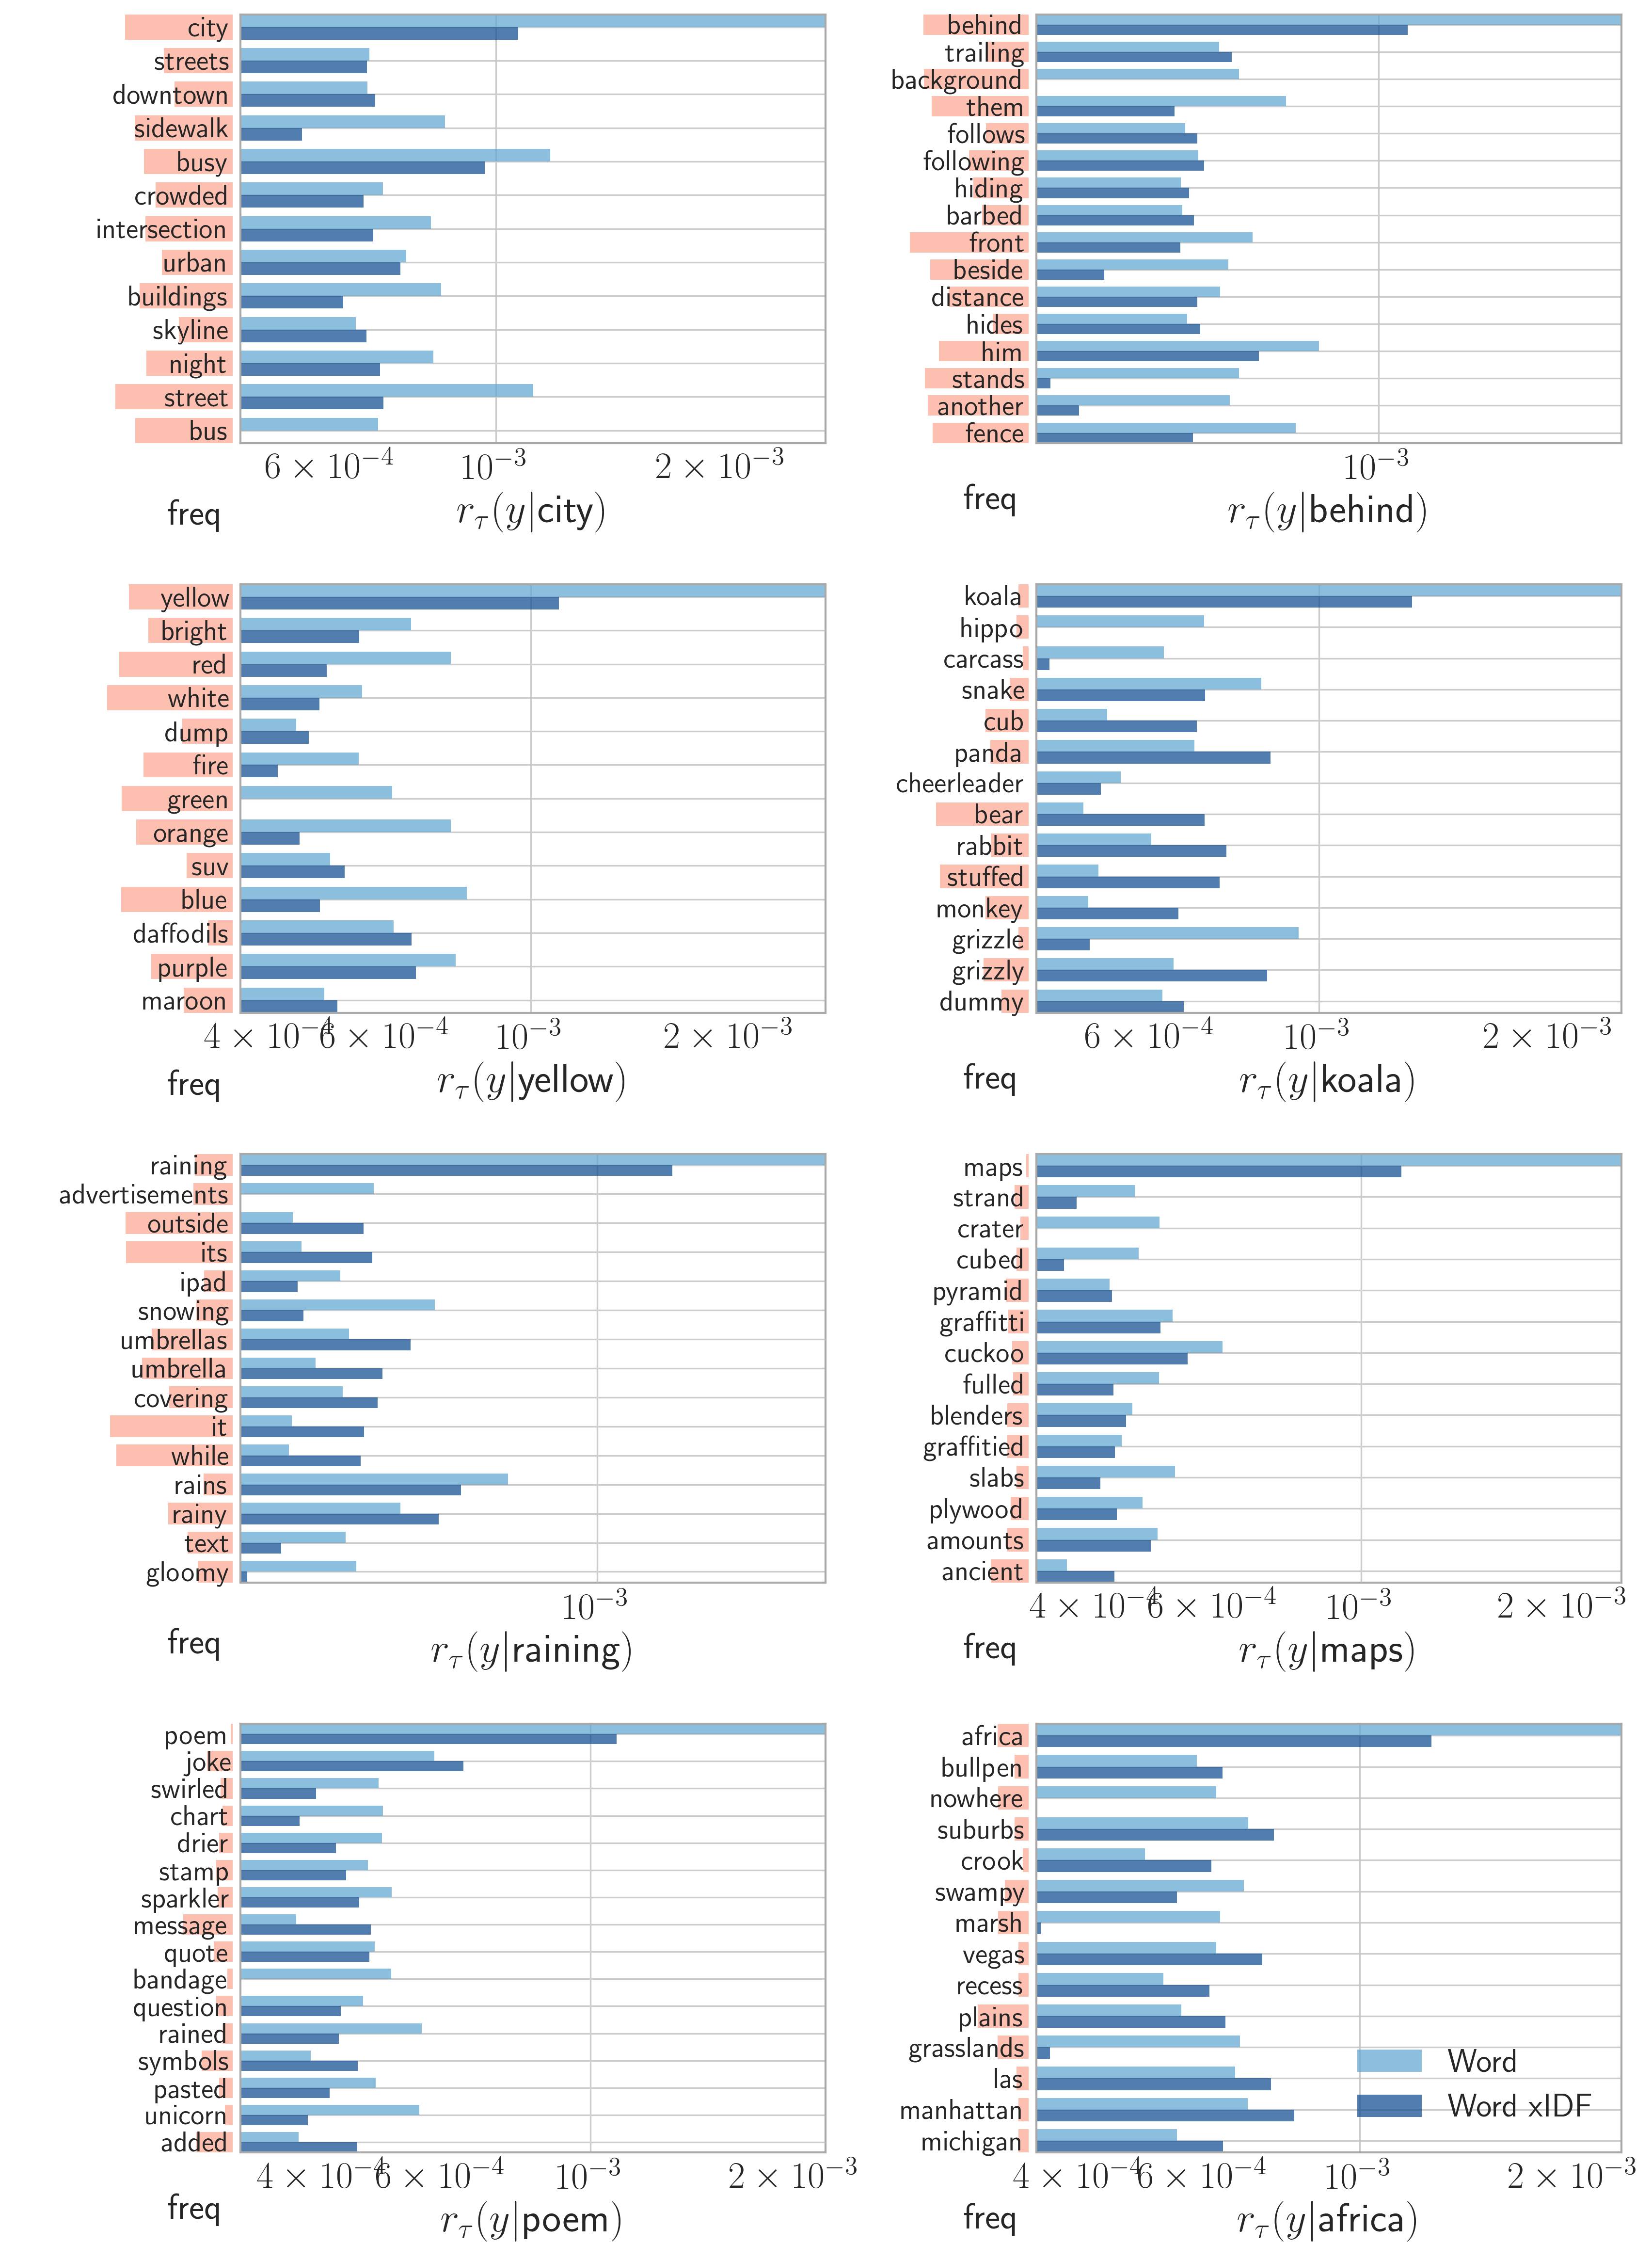 city
streets
downtown
sidewalk
busy
crowded
intersection
urban
buildings
skyline
night
street
bus
6 × 10⁻⁴ 10⁻³ 2 × 10⁻³
freq
r_τ(y|city)
behind
trailing
background
them
follows
following
hiding
barbed
front
beside
distance
hides
him
stands
another
fence
10⁻³
freq
r_τ(y|behind)
yellow
bright
red
white
dump
fire
green
orange
suv
blue
daffodils
purple
maroon
4 × 10⁻⁴ 6 × 10⁻⁴ 10⁻³ 2 × 10⁻³
freq
r_τ(y|yellow)
koala
hippo
carcass
snake
cub
panda
cheerleader
bear
rabbit
stuffed
monkey
grizzle
grizzly
dummy
6 × 10⁻⁴ 10⁻³ 2 × 10⁻³
freq
r_τ(y|koala)
raining
advertisements
outside
its
ipad
snowing
umbrellas
umbrella
covering
it
while
rains
rainy
text
gloomy
10⁻³
freq
r_τ(y|raining)
maps
strand
crater
cubed
pyramid
graffitti
cuckoo
fulled
blenders
graffitied
slabs
plywood
amounts
ancient
4 × 10⁻⁴ 6 × 10⁻⁴ 10⁻³ 2 × 10⁻³
freq
r_τ(y|maps)
poem
joke
swirled
chart
drier
stamp
sparkler
message
quote
bandage
question
rained
symbols
pasted
unicorn
added
4 × 10⁻⁴ 6 × 10⁻⁴ 10⁻³ 2 × 10⁻³
freq
r_τ(y|poem)
africa
bullpen
nowhere
suburbs
crook
swampy
marsh
vegas
recess
plains
grasslands
las
manhattan
michigan
Word
Word xIDF
4 × 10⁻⁴ 6 × 10⁻⁴ 10⁻³ 2 × 10⁻³
freq
r_τ(y|africa)